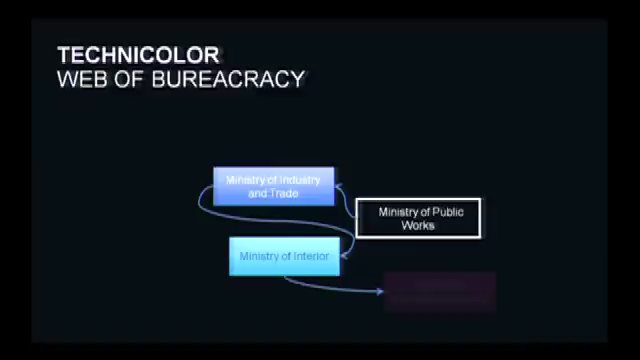 TECHNICOLOR
WEB OF BUREACRACY
Ministry of Industry
and Trade
Ministry of Public
Works
Ministry of Interior